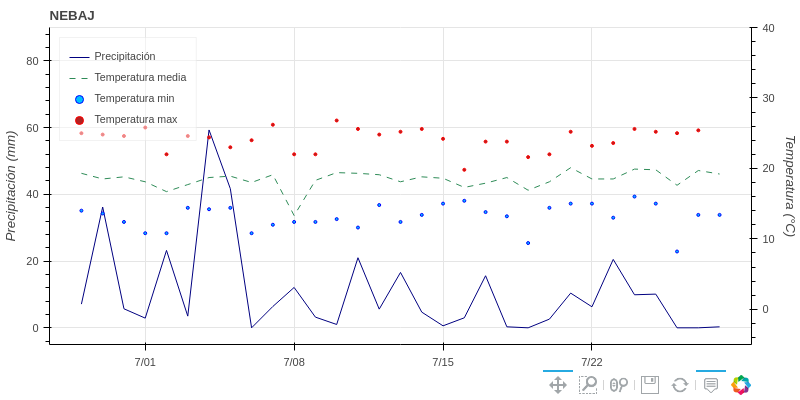 NEBAJ
Precipitación
Temperatura media
Temperatura min
Temperatura max
80
60
40
20
0
40
30
20
10
0
Precipitación (mm)
Temperatura (°C)
7/01
7/08
7/15
7/22